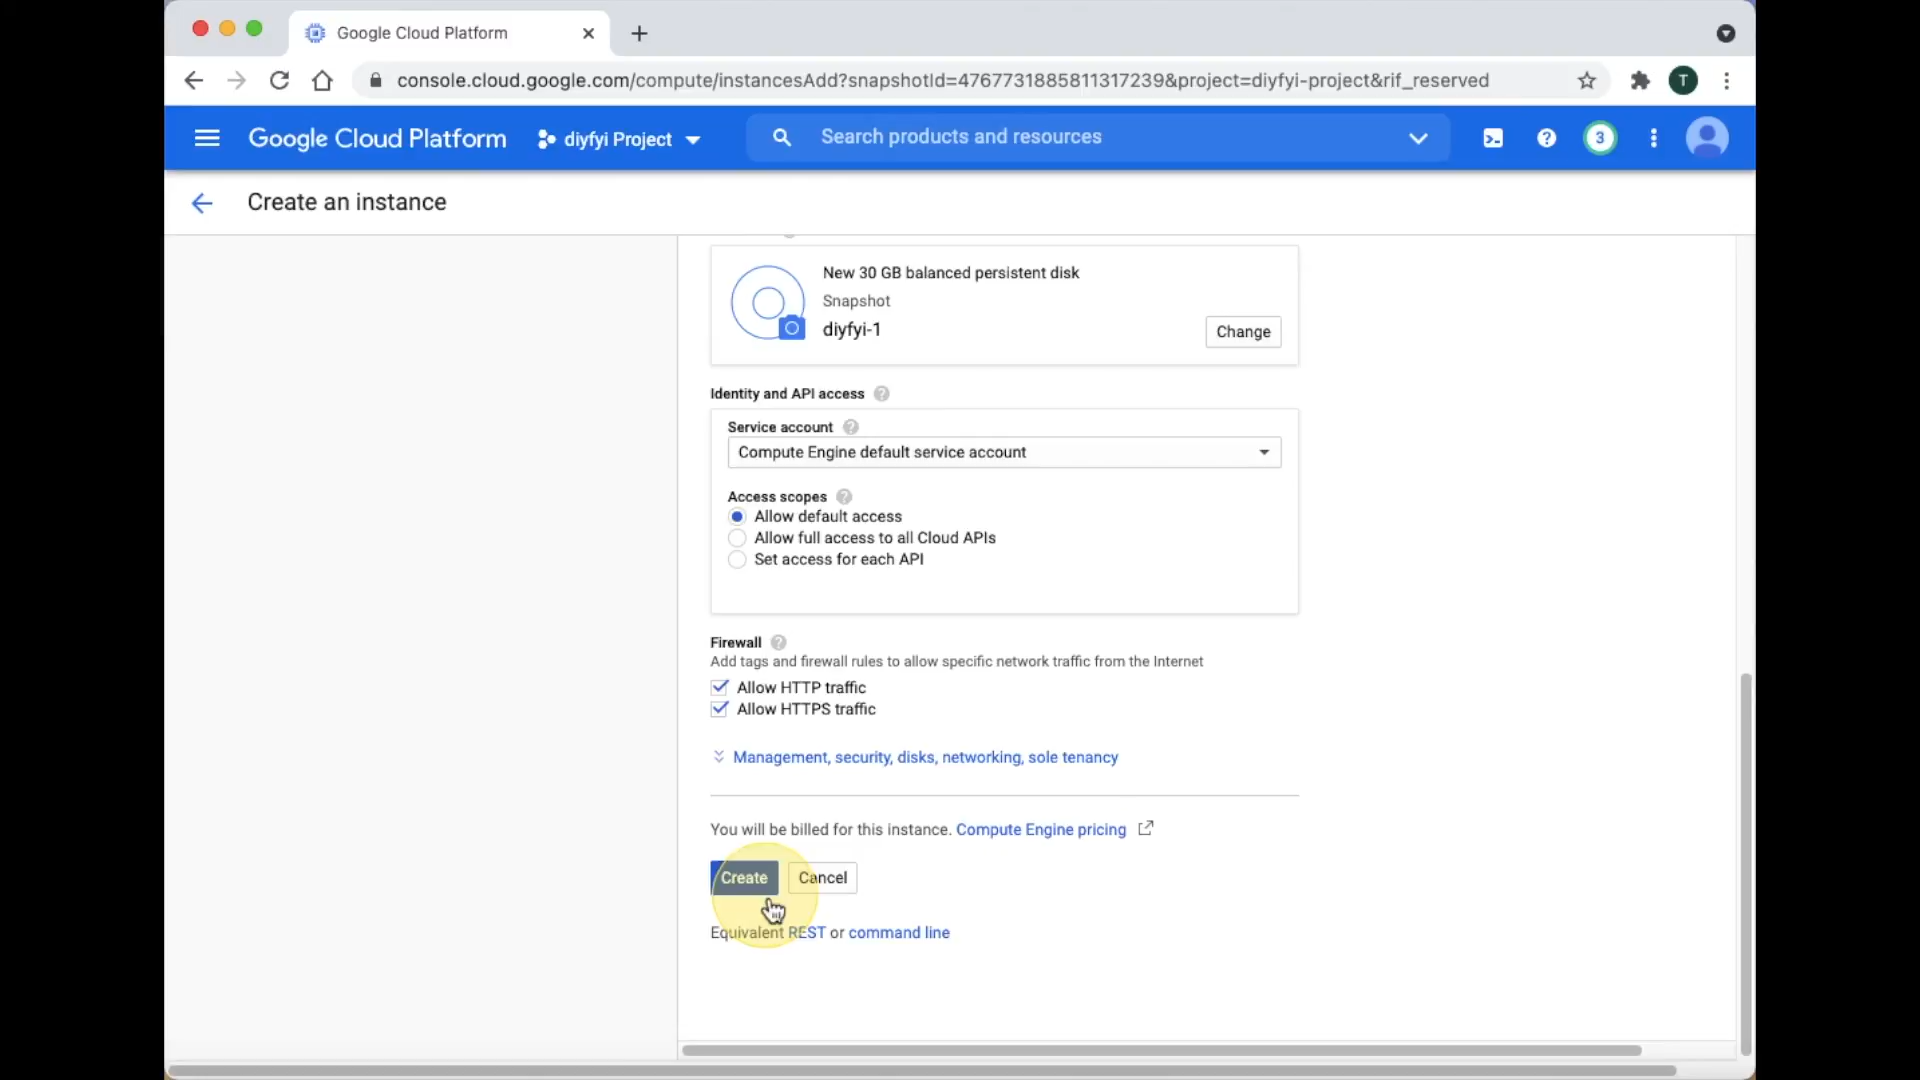 Google Cloud Platform
console.cloud.google.com/compute/instancesAdd?snapshotId=4767731885811317239&project=diyfyi-project&rif_reserved
T
Google Cloud Platform
diyfyi Project
Search products and resources
3
Create an instance
New 30 GB balanced persistent disk
Snapshot
diyfyi-1
Change
Identity and API access
Service account
Compute Engine default service account
Access scopes
Allow default access
Allow full access to all Cloud APIs
Set access for each API
Firewall
Add tags and firewall rules to allow specific network traffic from the Internet
Allow HTTP traffic
Allow HTTPS traffic
Management, security, disks, networking, sole tenancy
You will be billed for this instance. Compute Engine pricing
Create
Cancel
Equivalent REST or command line